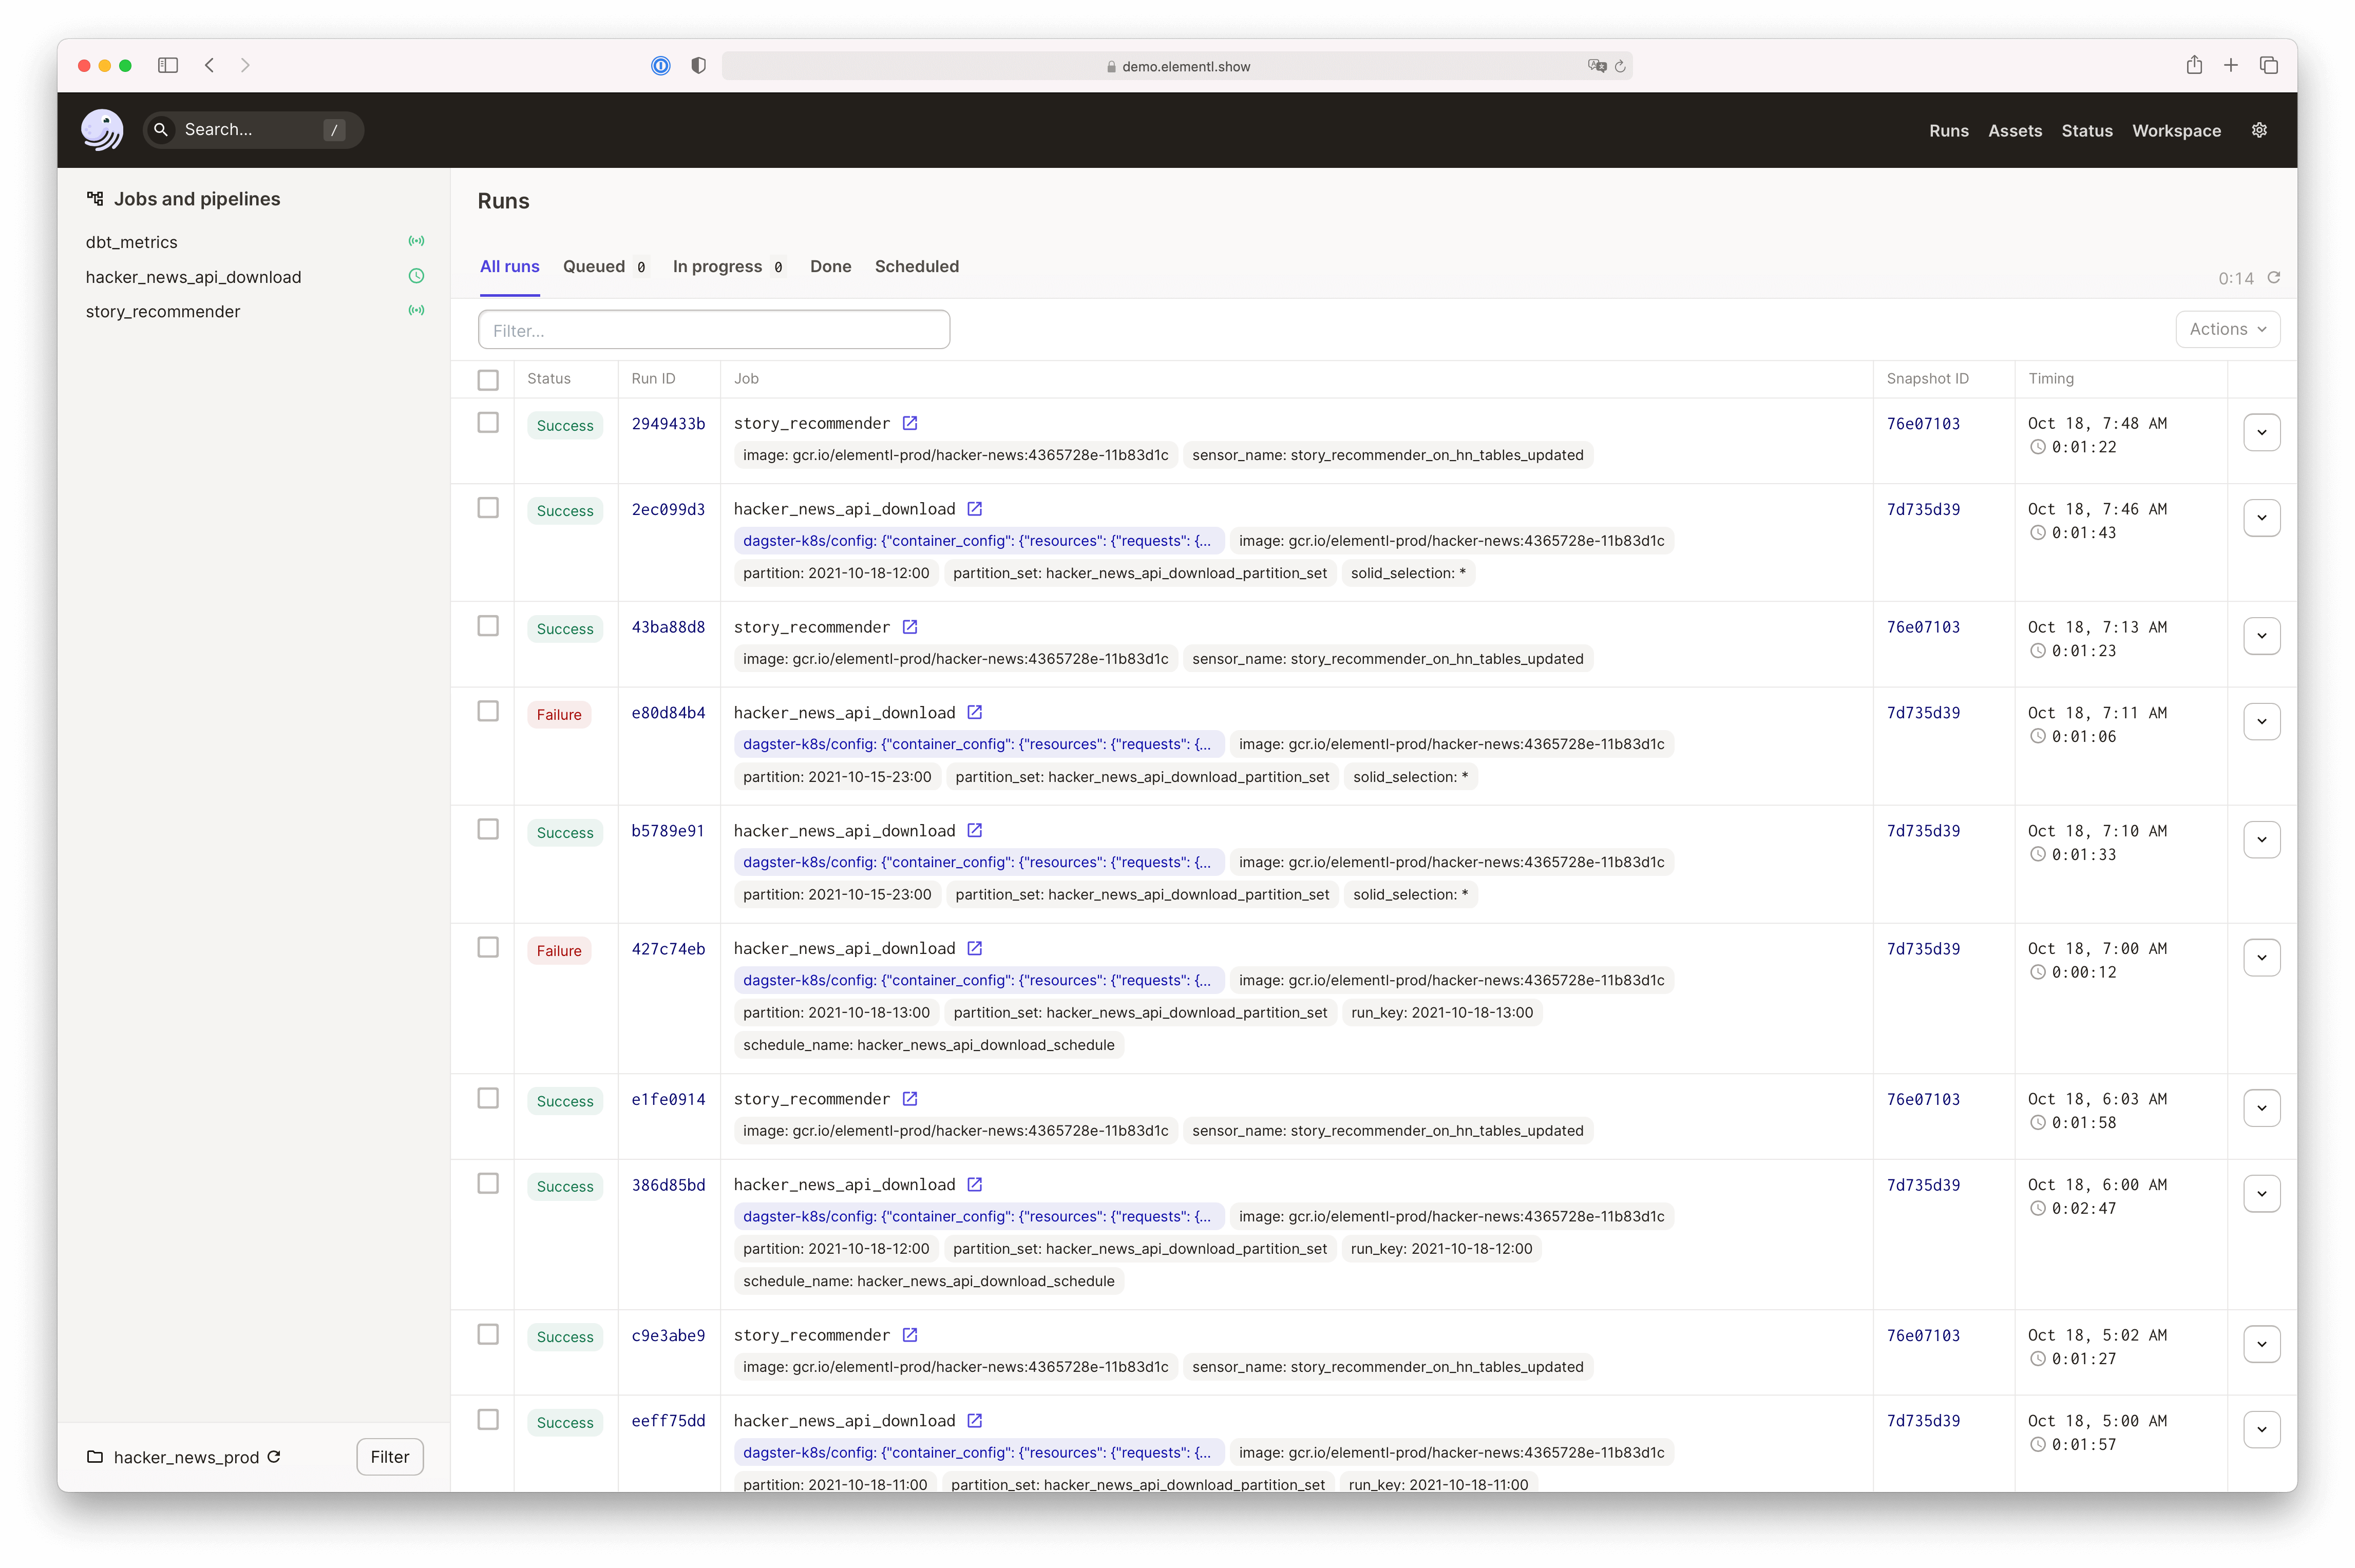 demo.elementl.show
Search... /
Runs Assets Status Workspace
Jobs and pipelines
dbt_metrics
hacker_news_api_download
story_recommender
hacker_news_prod Filter
Runs
All runs Queued 0 In progress 0 Done Scheduled
0:14
Filter... Actions
Status Run ID Job Snapshot ID Timing
Success 2949433b story_recommender 76e07103 Oct 18, 7:48 AM
0:01:22
image: gcr.io/elementl-prod/hacker-news:4365728e-11b83d1c sensor_name: story_recommender_on_hn_tables_updated
Success 2ec099d3 hacker_news_api_download 7d735d39 Oct 18, 7:46 AM
0:01:43
dagster-k8s/config: {"container_config": {"resources": {"requests": {... image: gcr.io/elementl-prod/hacker-news:4365728e-11b83d1c
partition: 2021-10-18-12:00 partition_set: hacker_news_api_download_partition_set solid_selection: *
Success 43ba88d8 story_recommender 76e07103 Oct 18, 7:13 AM
0:01:23
image: gcr.io/elementl-prod/hacker-news:4365728e-11b83d1c sensor_name: story_recommender_on_hn_tables_updated
Failure e80d84b4 hacker_news_api_download 7d735d39 Oct 18, 7:11 AM
0:01:06
dagster-k8s/config: {"container_config": {"resources": {"requests": {... image: gcr.io/elementl-prod/hacker-news:4365728e-11b83d1c
partition: 2021-10-15-23:00 partition_set: hacker_news_api_download_partition_set solid_selection: *
Success b5789e91 hacker_news_api_download 7d735d39 Oct 18, 7:10 AM
0:01:33
dagster-k8s/config: {"container_config": {"resources": {"requests": {... image: gcr.io/elementl-prod/hacker-news:4365728e-11b83d1c
partition: 2021-10-15-23:00 partition_set: hacker_news_api_download_partition_set solid_selection: *
Failure 427c74eb hacker_news_api_download 7d735d39 Oct 18, 7:00 AM
0:00:12
dagster-k8s/config: {"container_config": {"resources": {"requests": {... image: gcr.io/elementl-prod/hacker-news:4365728e-11b83d1c
partition: 2021-10-18-13:00 partition_set: hacker_news_api_download_partition_set run_key: 2021-10-18-13:00
schedule_name: hacker_news_api_download_schedule
Success e1fe0914 story_recommender 76e07103 Oct 18, 6:03 AM
0:01:58
image: gcr.io/elementl-prod/hacker-news:4365728e-11b83d1c sensor_name: story_recommender_on_hn_tables_updated
Success 386d85bd hacker_news_api_download 7d735d39 Oct 18, 6:00 AM
0:02:47
dagster-k8s/config: {"container_config": {"resources": {"requests": {... image: gcr.io/elementl-prod/hacker-news:4365728e-11b83d1c
partition: 2021-10-18-12:00 partition_set: hacker_news_api_download_partition_set run_key: 2021-10-18-12:00
schedule_name: hacker_news_api_download_schedule
Success c9e3abe9 story_recommender 76e07103 Oct 18, 5:02 AM
0:01:27
image: gcr.io/elementl-prod/hacker-news:4365728e-11b83d1c sensor_name: story_recommender_on_hn_tables_updated
Success eeff75dd hacker_news_api_download 7d735d39 Oct 18, 5:00 AM
0:01:57
dagster-k8s/config: {"container_config": {"resources": {"requests": {... image: gcr.io/elementl-prod/hacker-news:4365728e-11b83d1c
partition: 2021-10-18-11:00 partition_set: hacker_news_api_download_partition_set run_key: 2021-10-18-11:00